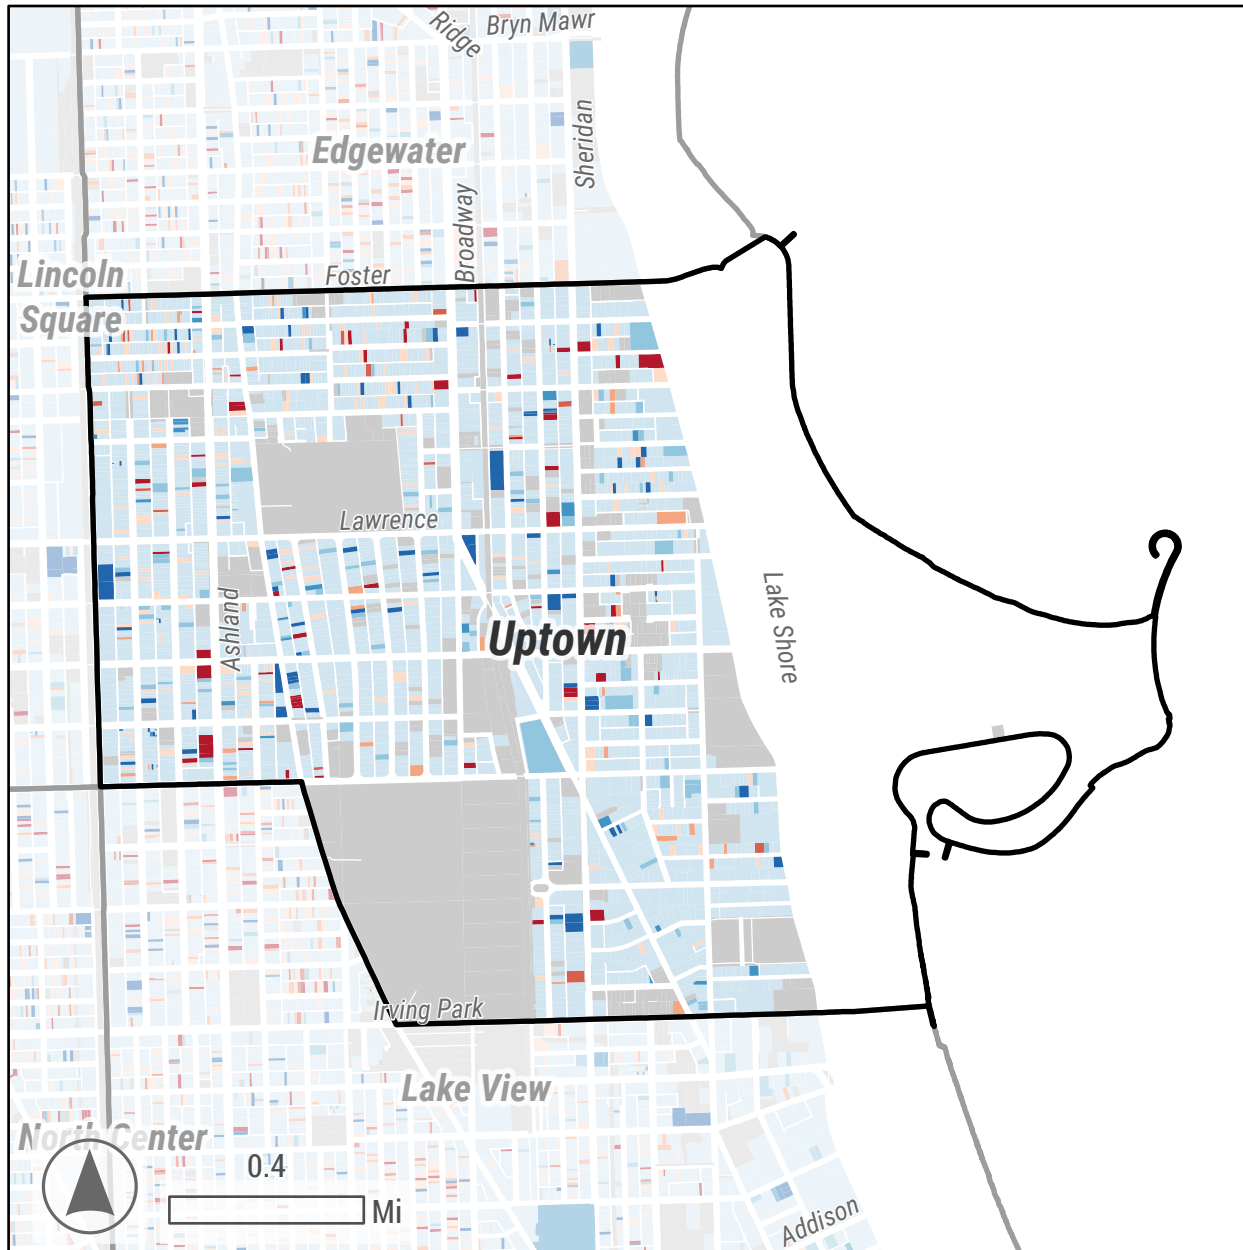 Ridge
Bryn Mawr
Edgewater
Sheridan
Broadway
Lincoln
Square
Foster
Lawrence
Ashland
Uptown
Lake Shore
Irving Park
Lake View
North Center
0.4
Mi
Addison